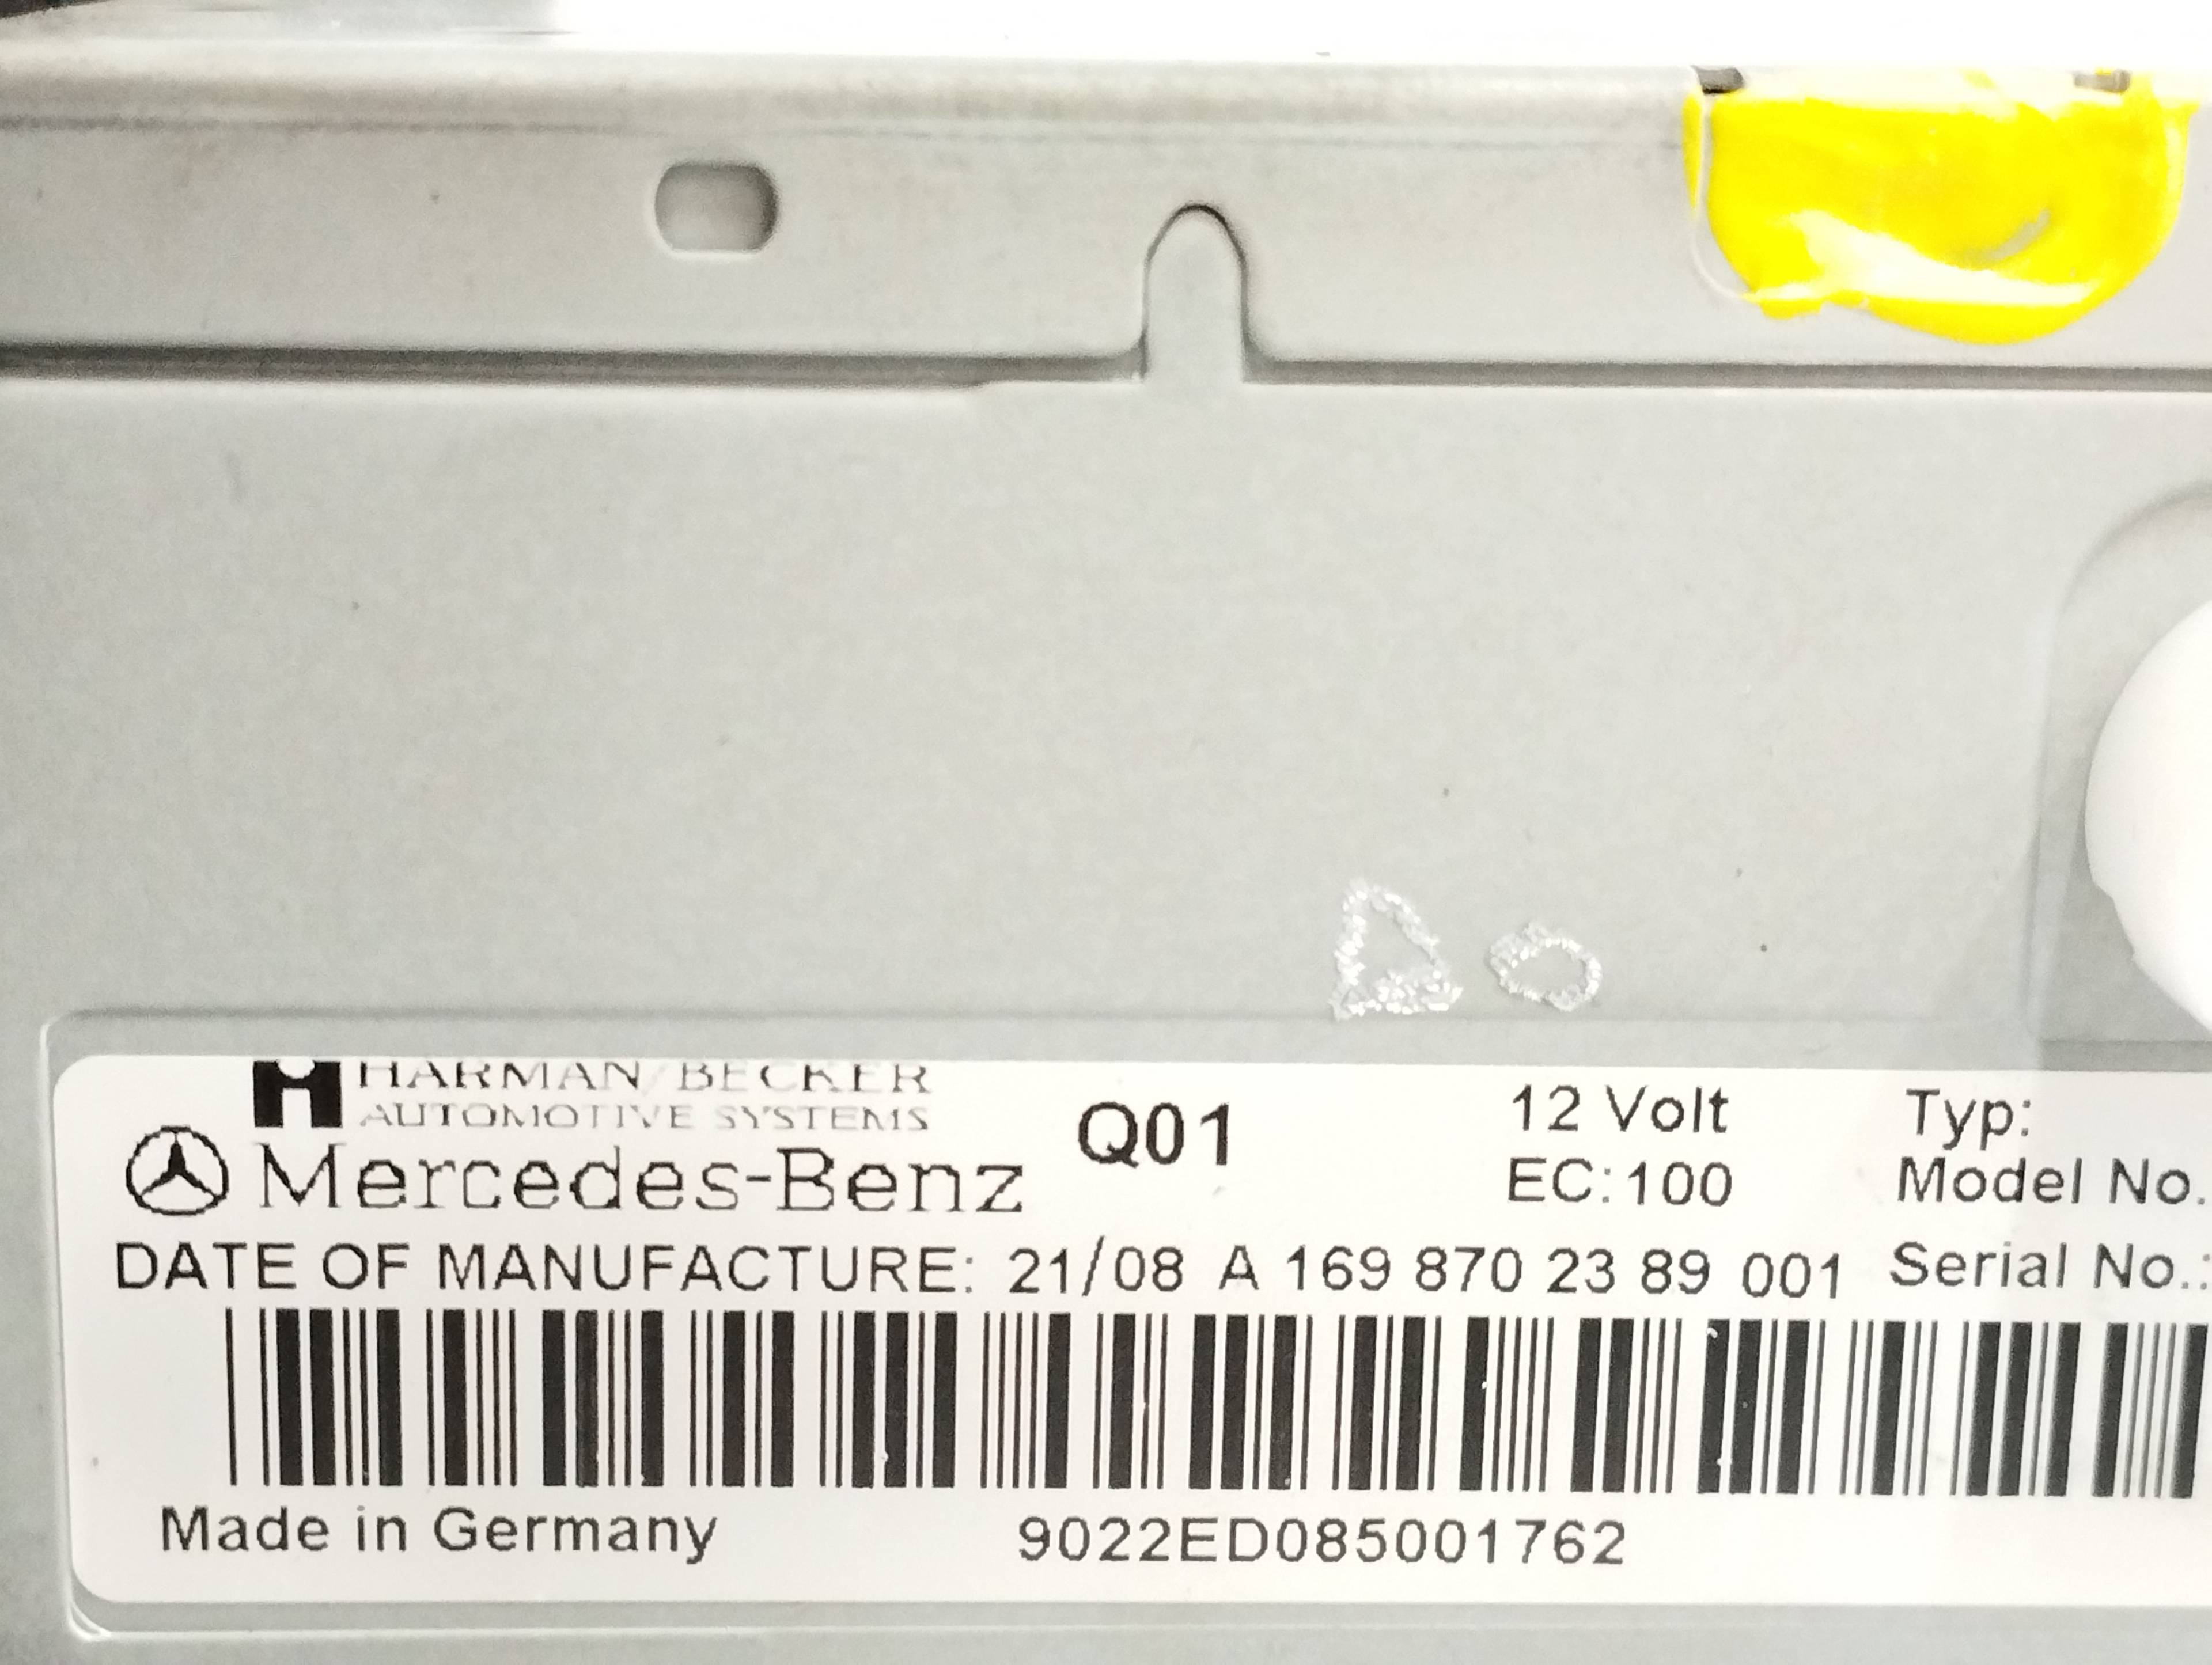 HARMAN/BECKER
AUTOMOTIVE SYSTEMS
Mercedes-Benz
Q01
12 Volt
EC:100
Typ:
Model No.
DATE OF MANUFACTURE: 21/08 A 169 870 23 89 001 Serial No.:
Made in Germany 9022ED085001762